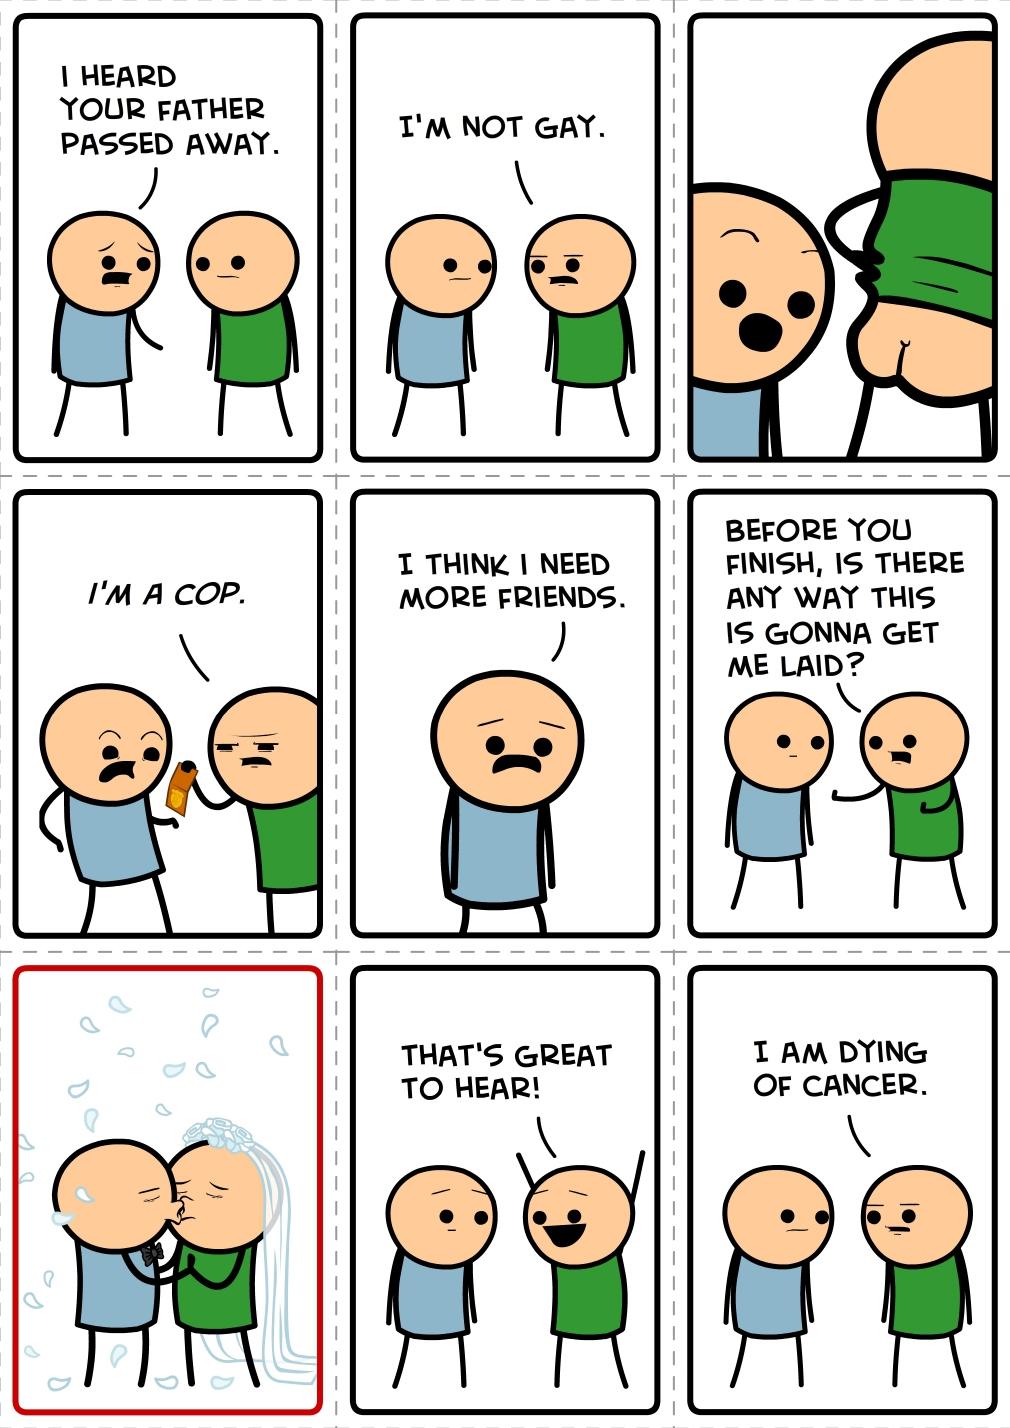 I HEARD
YOUR FATHER
PASSED AWAY.
I'M NOT GAY.
I'M A COP.
I THINK I NEED
MORE FRIENDS.
BEFORE YOU
FINISH, IS THERE
ANY WAY THIS
IS GONNA GET
ME LAID?
THAT'S GREAT
TO HEAR!
I AM DYING
OF CANCER.